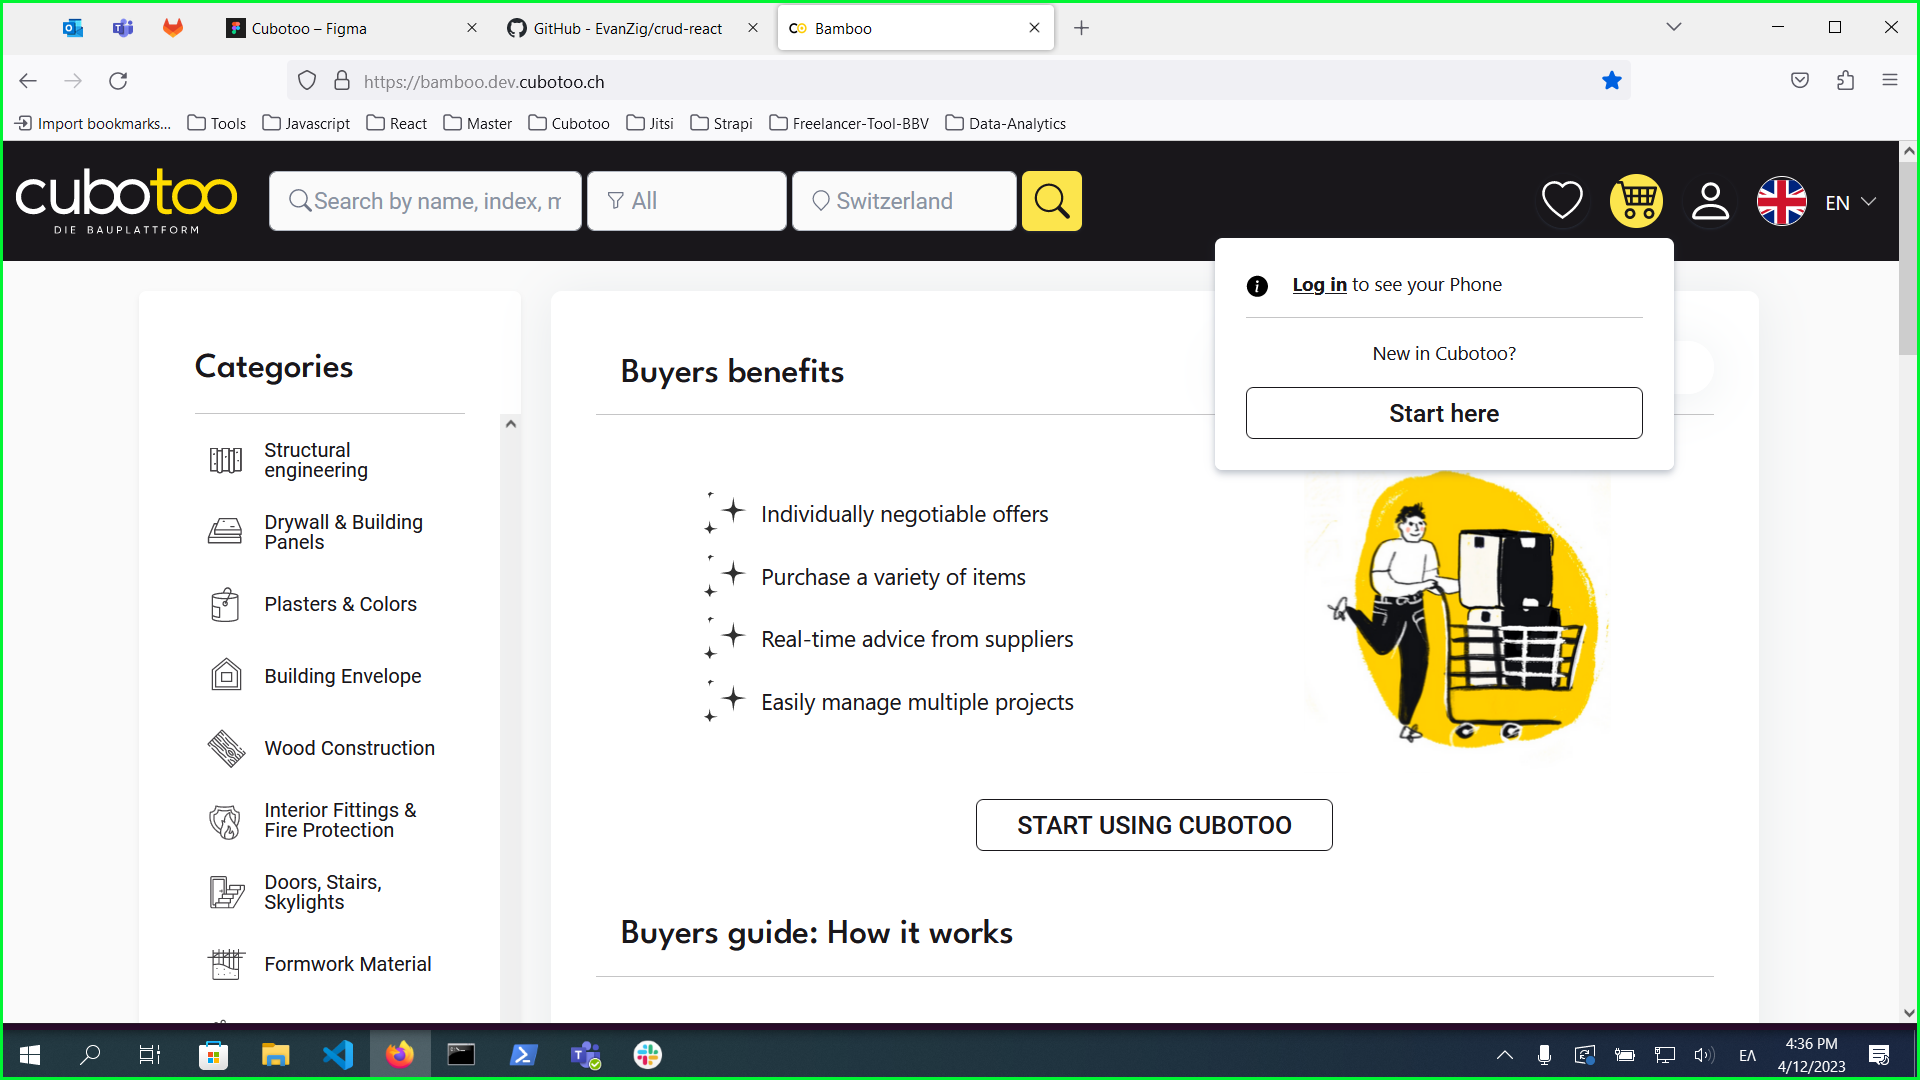 Cubotoo – Figma
GitHub - EvanZig/crud-react
Bamboo
https://bamboo.dev.cubotoo.ch
Import bookmarks...
Tools
Javascript
React
Master
Cubotoo
Jitsi
Strapi
Freelancer-Tool-BBV
Data-Analytics
cubotoo
DIE BAUPLATTFORM
Search by name, index, m
All
Switzerland
EN
Log in to see your Phone
New in Cubotoo?
Start here
Categories
Structural
engineering
Drywall & Building
Panels
Plasters & Colors
Building Envelope
Wood Construction
Interior Fittings &
Fire Protection
Doors, Stairs,
Skylights
Formwork Material
Buyers benefits
Individually negotiable offers
Purchase a variety of items
Real-time advice from suppliers
Easily manage multiple projects
START USING CUBOTOO
Buyers guide: How it works
ΕΛ
4:36 PM
4/12/2023